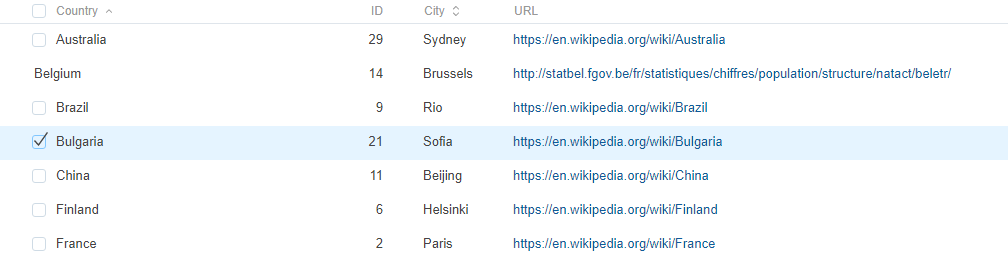 Country ID City URL
Australia 29 Sydney https://en.wikipedia.org/wiki/Australia
Belgium 14 Brussels http://statbel.fgov.be/fr/statistiques/chiffres/population/structure/natact/beletr/
Brazil 9 Rio https://en.wikipedia.org/wiki/Brazil
Bulgaria 21 Sofia https://en.wikipedia.org/wiki/Bulgaria
China 11 Beijing https://en.wikipedia.org/wiki/China
Finland 6 Helsinki https://en.wikipedia.org/wiki/Finland
France 2 Paris https://en.wikipedia.org/wiki/France